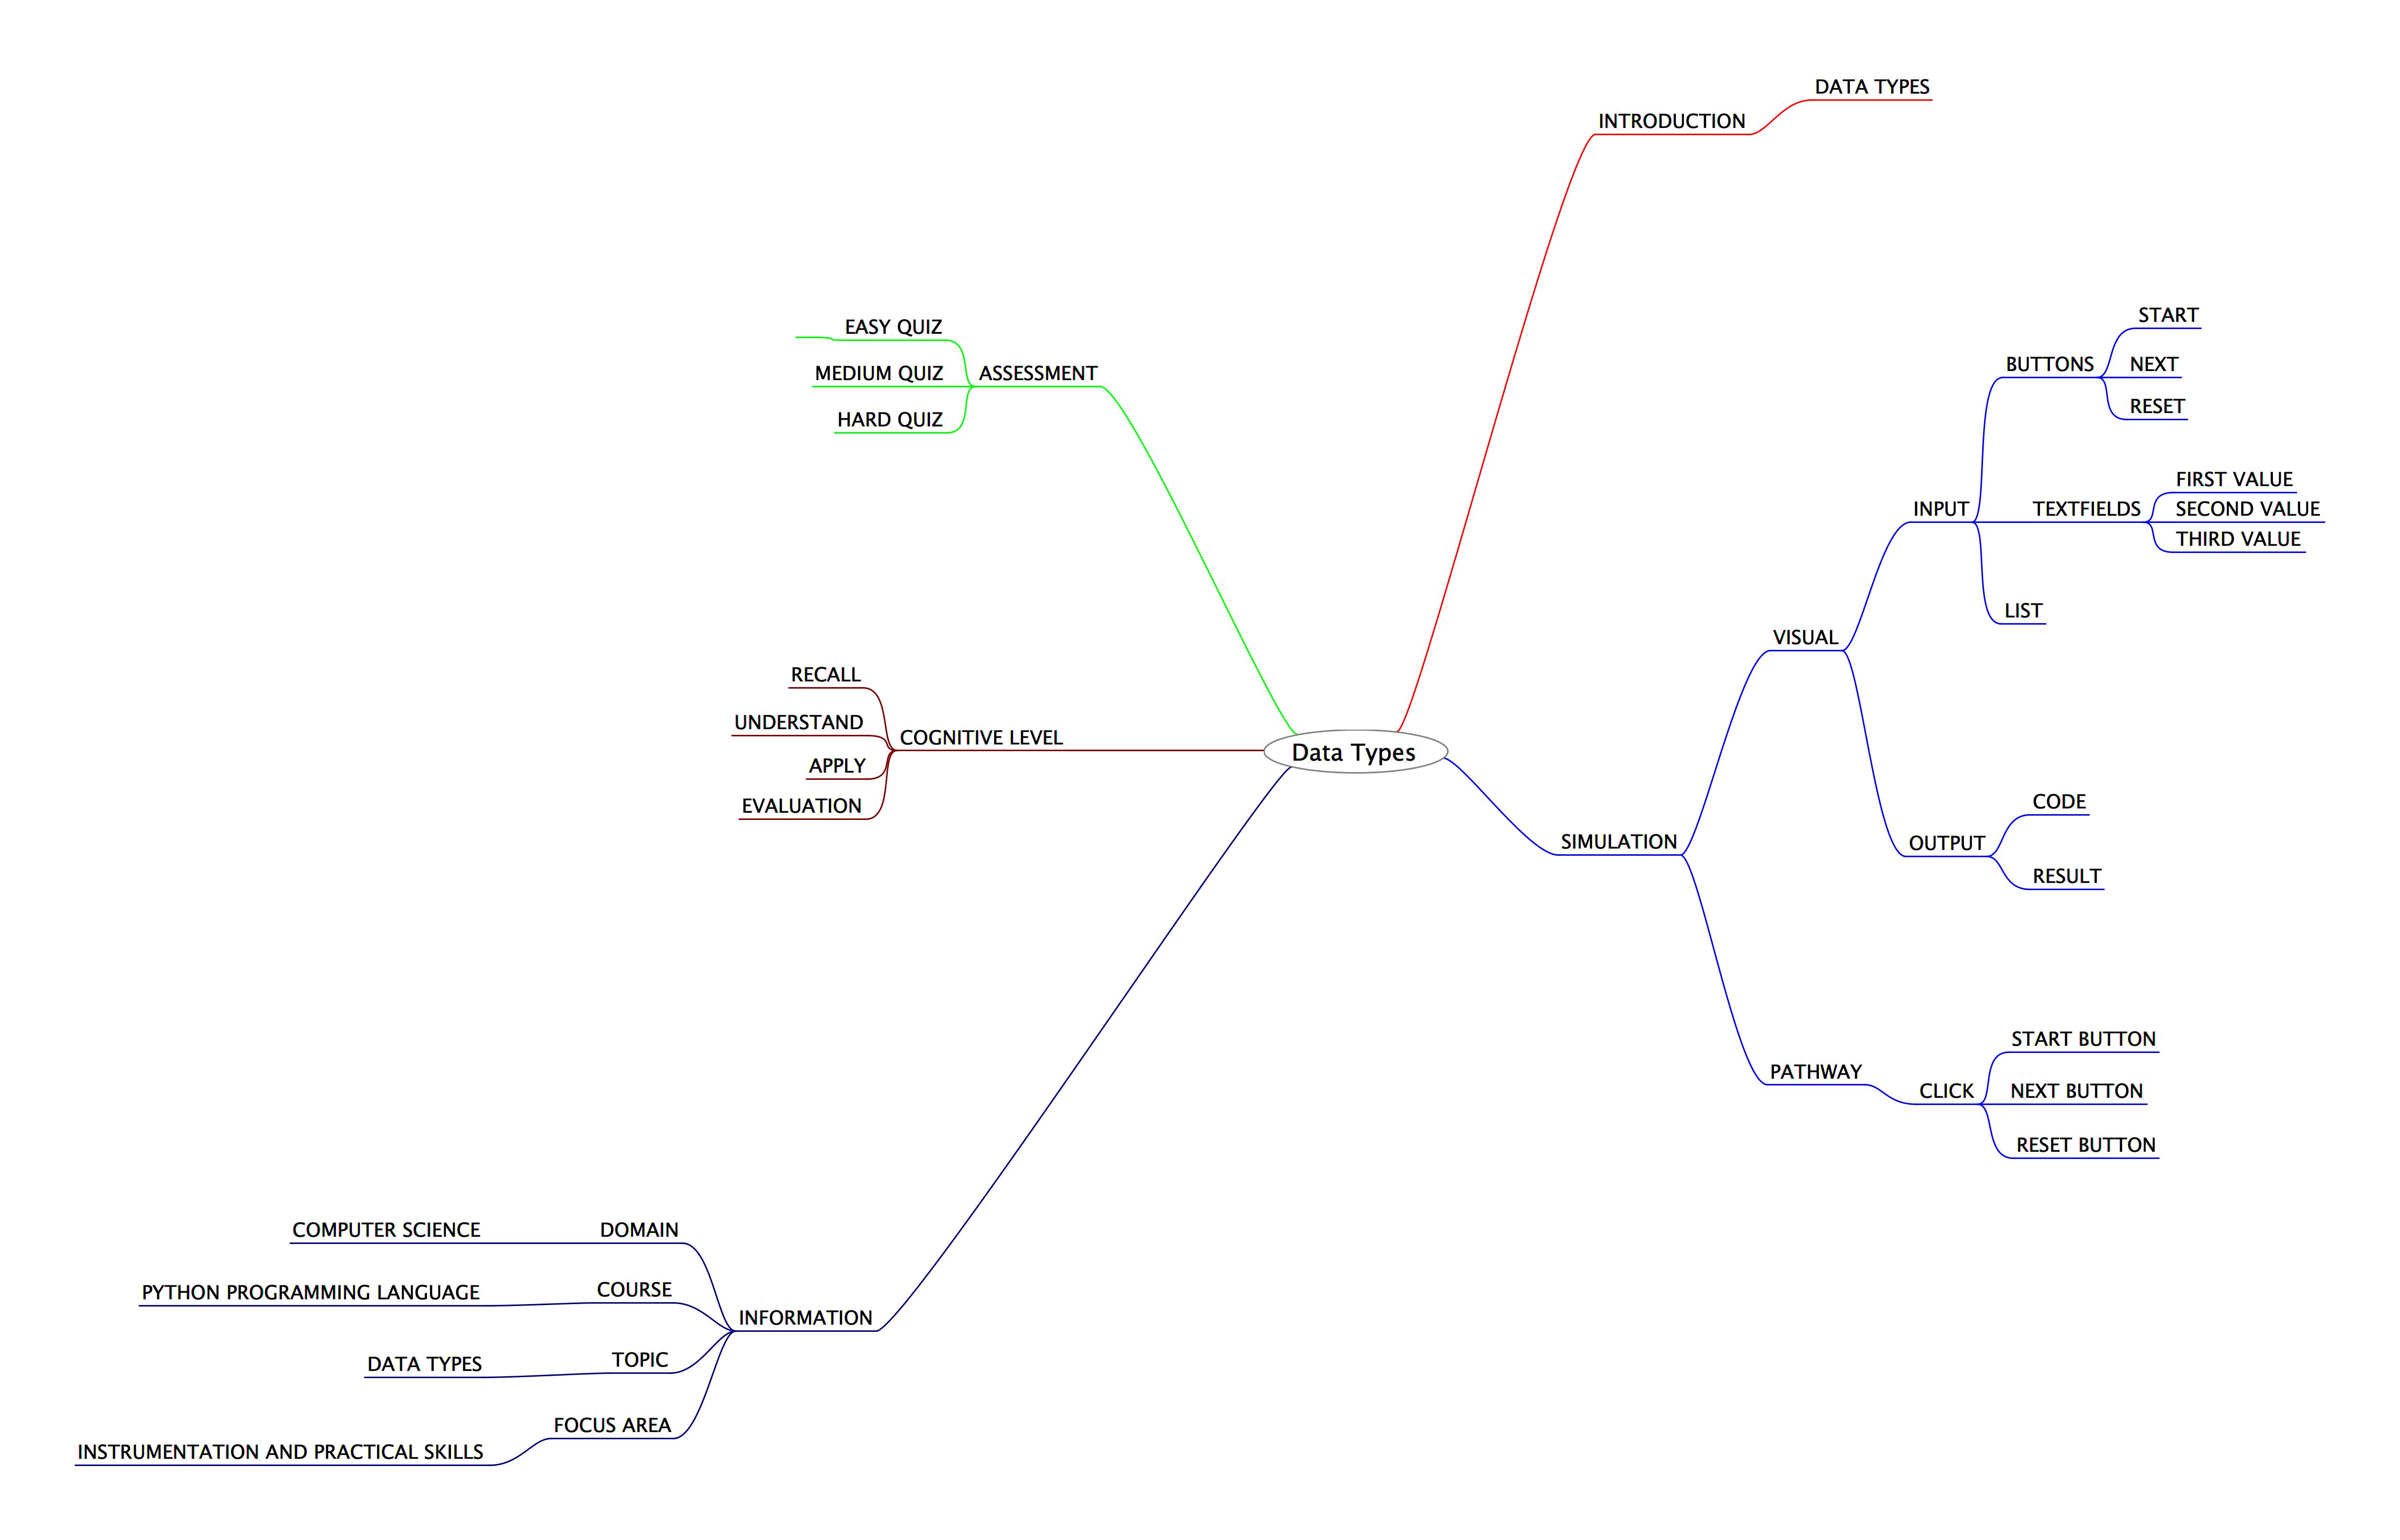 Data Types
INTRODUCTION
DATA TYPES
SIMULATION
VISUAL
INPUT
BUTTONS
START
NEXT
RESET
TEXTFIELDS
FIRST VALUE
SECOND VALUE
THIRD VALUE
LIST
OUTPUT
CODE
RESULT
PATHWAY
CLICK
START BUTTON
NEXT BUTTON
RESET BUTTON
ASSESSMENT
EASY QUIZ
MEDIUM QUIZ
HARD QUIZ
COGNITIVE LEVEL
RECALL
UNDERSTAND
APPLY
EVALUATION
INFORMATION
DOMAIN
COMPUTER SCIENCE
COURSE
PYTHON PROGRAMMING LANGUAGE
TOPIC
DATA TYPES
FOCUS AREA
INSTRUMENTATION AND PRACTICAL SKILLS